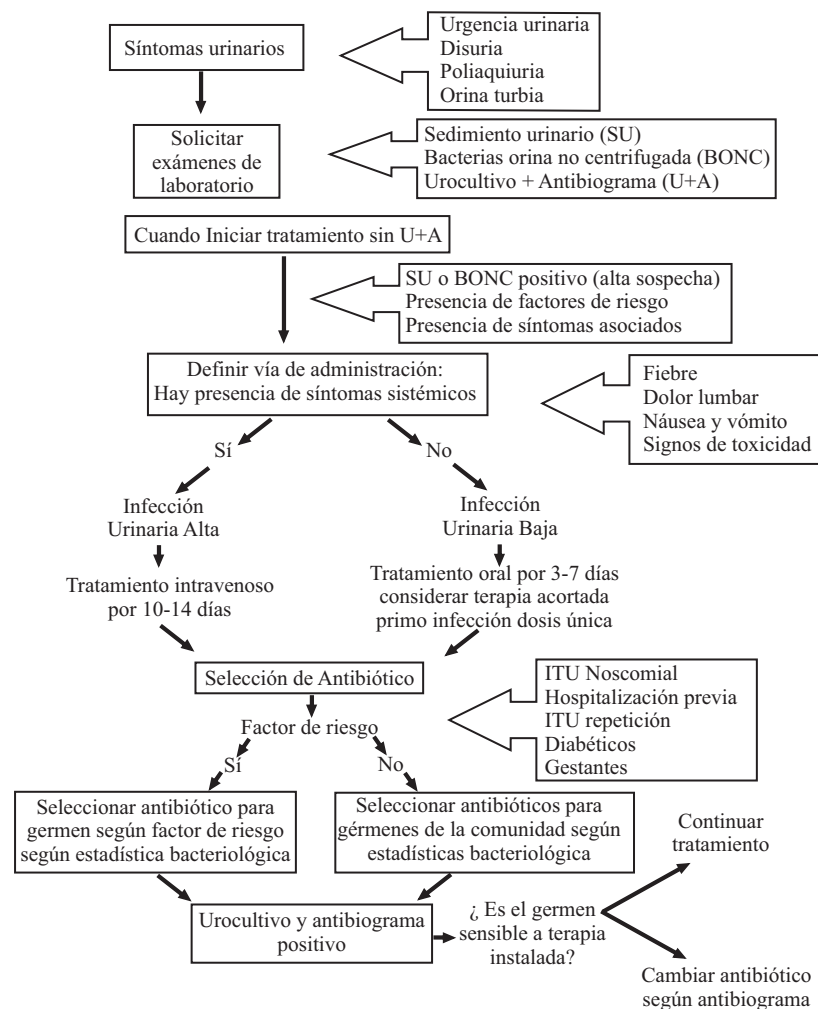 Síntomas urinarios
Urgencia urinaria
Disuria
Poliaquiuria
Orina turbia
Solicitar
exámenes de
laboratorio
Sedimiento urinario (SU)
Bacterias orina no centrifugada (BONC)
Urocultivo + Antibiograma (U+A)
Cuando Iniciar tratamiento sin U+A
SU o BONC positivo (alta sospecha)
Presencia de factores de riesgo
Presencia de síntomas asociados
Definir vía de administración:
Hay presencia de síntomas sistémicos
Fiebre
Dolor lumbar
Náusea y vómito
Signos de toxicidad
Sí
No
Infección
Urinaria Alta
Infección
Urinaria Baja
Tratamiento intravenoso
por 10-14 días
Tratamiento oral por 3-7 días
considerar terapia acortada
primo infección dosis única
Selección de Antibiótico
ITU Noscomial
Hospitalización previa
ITU repetición
Diabéticos
Gestantes
Factor de riesgo
Sí
No
Seleccionar antibiótico para
germen según factor de riesgo
según estadística bacteriológica
Seleccionar antibióticos para
gérmenes de la comunidad según
estadísticas bacteriológica
Continuar
tratamiento
Urocultivo y antibiograma
positivo
¿ Es el germen
sensible a terapia
instalada?
Cambiar antibiótico
según antibiograma